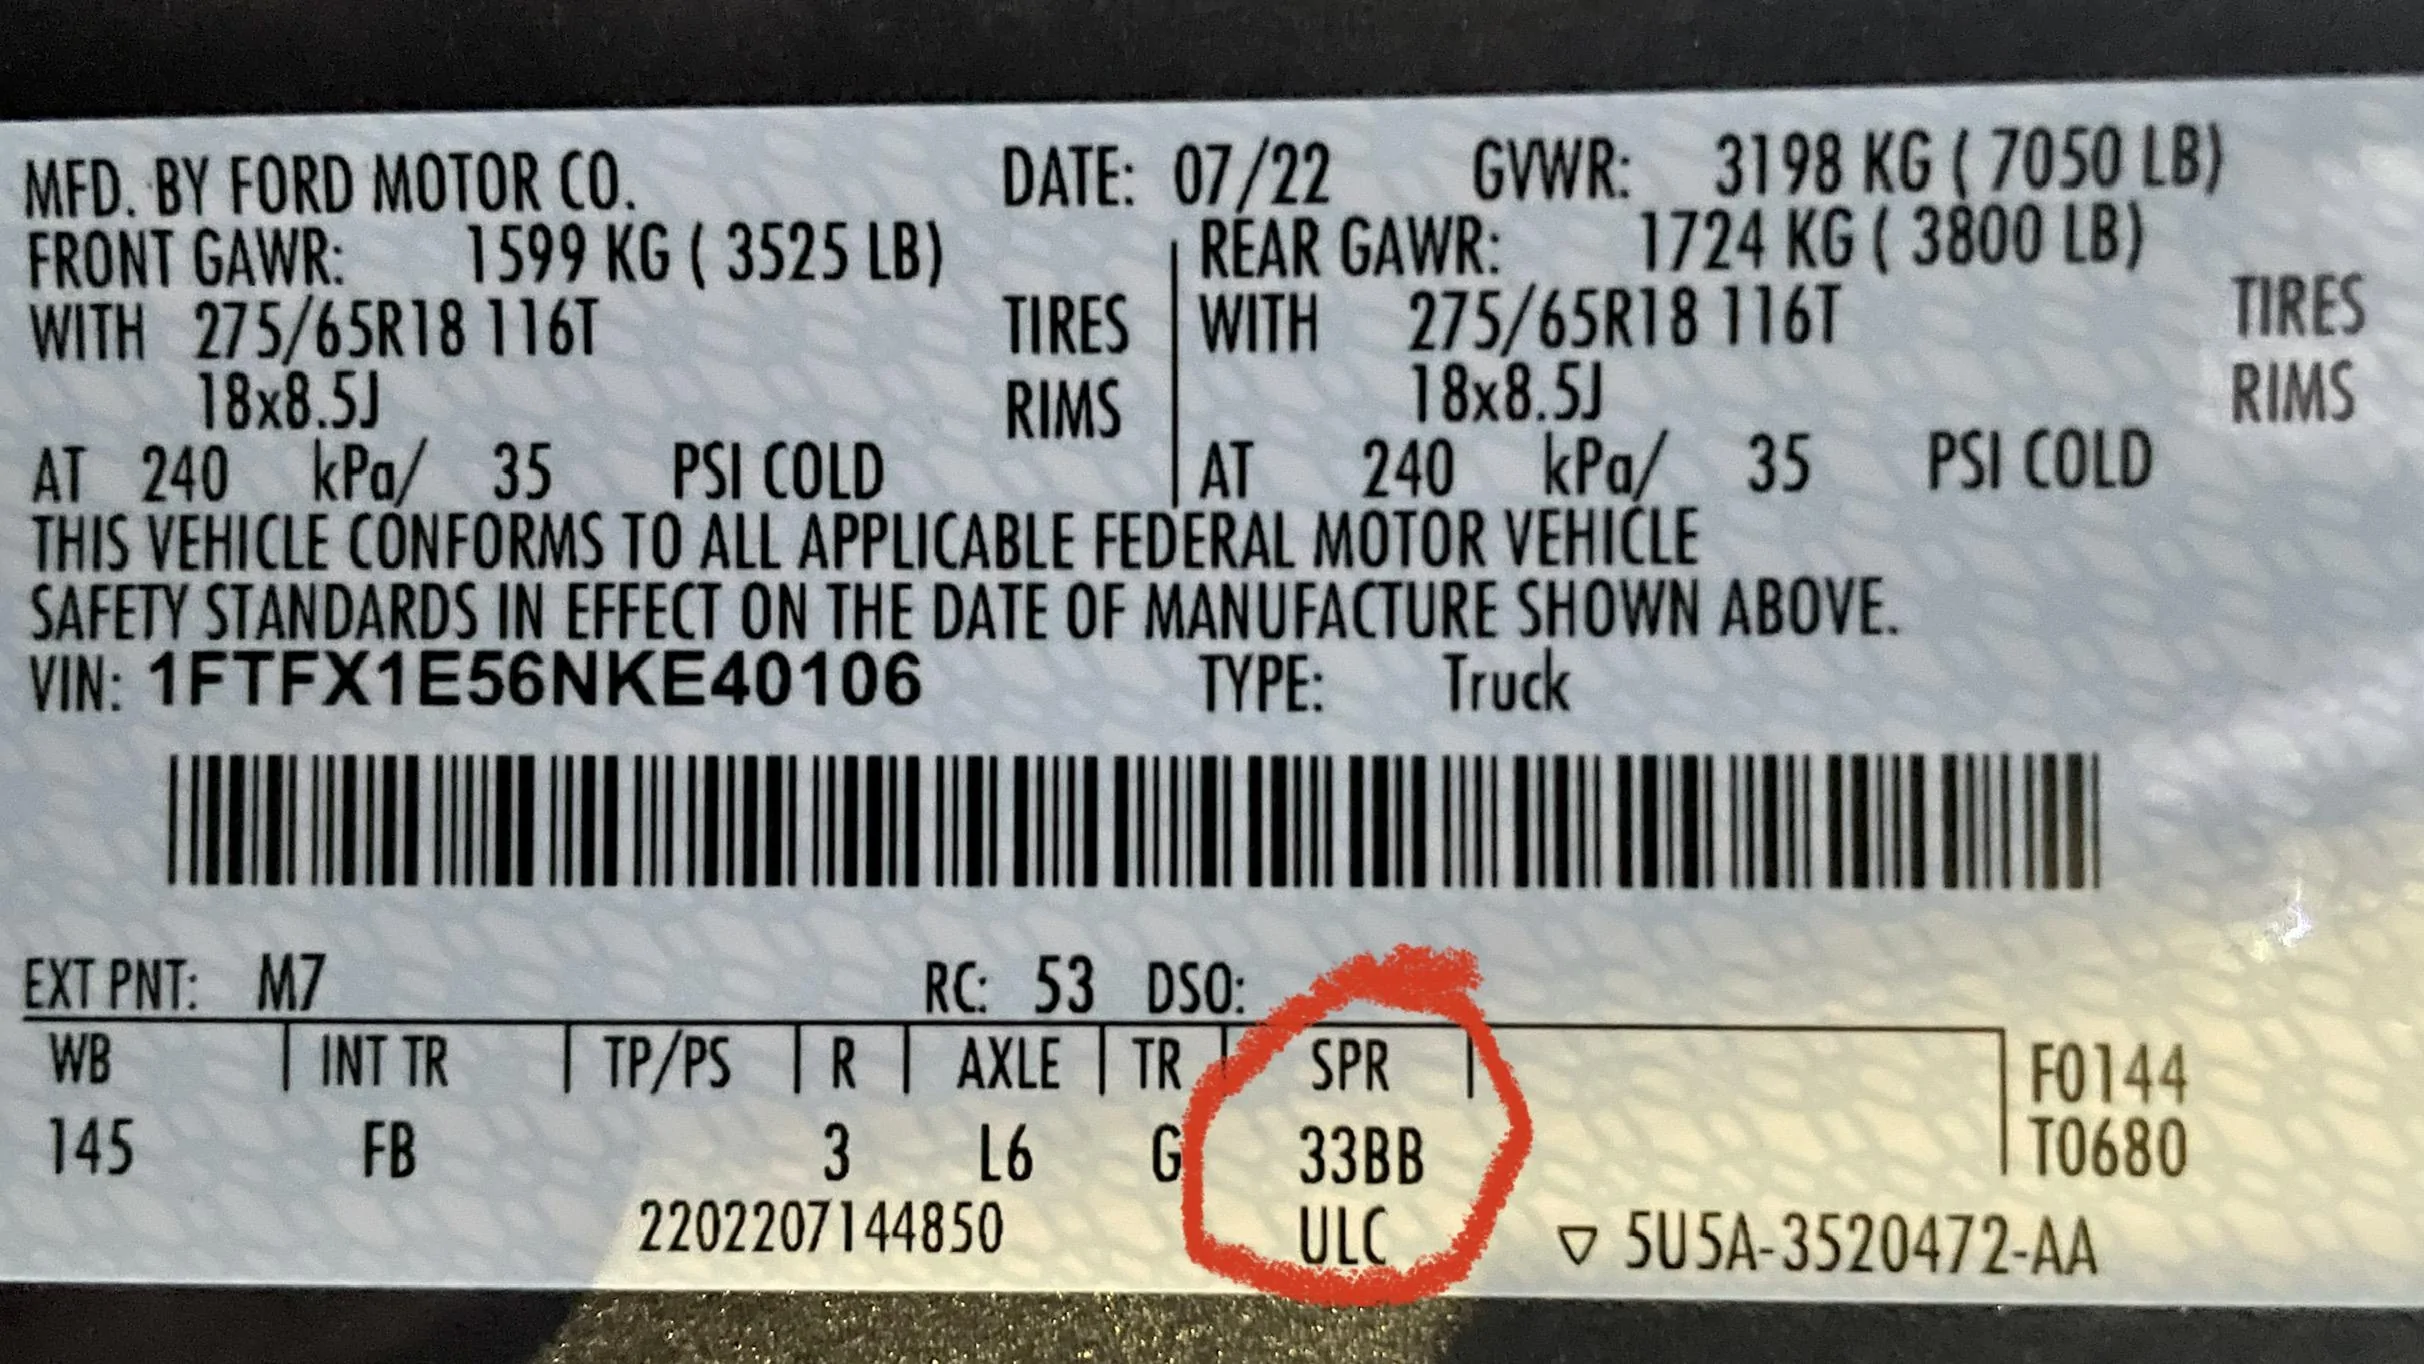 MFD. BY FORD MOTOR CO. DATE: 07/22 GVWR: 3198 KG ( 7050 LB)
FRONT GAWR: 1599 KG ( 3525 LB) REAR GAWR: 1724 KG ( 3800 LB)
WITH 275/65R18 116T TIRES WITH 275/65R18 116T TIRES
18x8.5J RIMS 18x8.5J RIMS
AT 240 kPa/ 35 PSI COLD AT 240 kPa/ 35 PSI COLD
THIS VEHICLE CONFORMS TO ALL APPLICABLE FEDERAL MOTOR VEHICLE
SAFETY STANDARDS IN EFFECT ON THE DATE OF MANUFACTURE SHOWN ABOVE.
VIN: 1FTFX1E56NKE40106 TYPE: Truck
EXT PNT: M7 RC: 53 DSO:
WB INT TR TP/PS R AXLE TR SPR F0144
145 FB 3 L6 G 33BB T0680
2202207144850 ULC ▽ 5U5A-3520472-AA